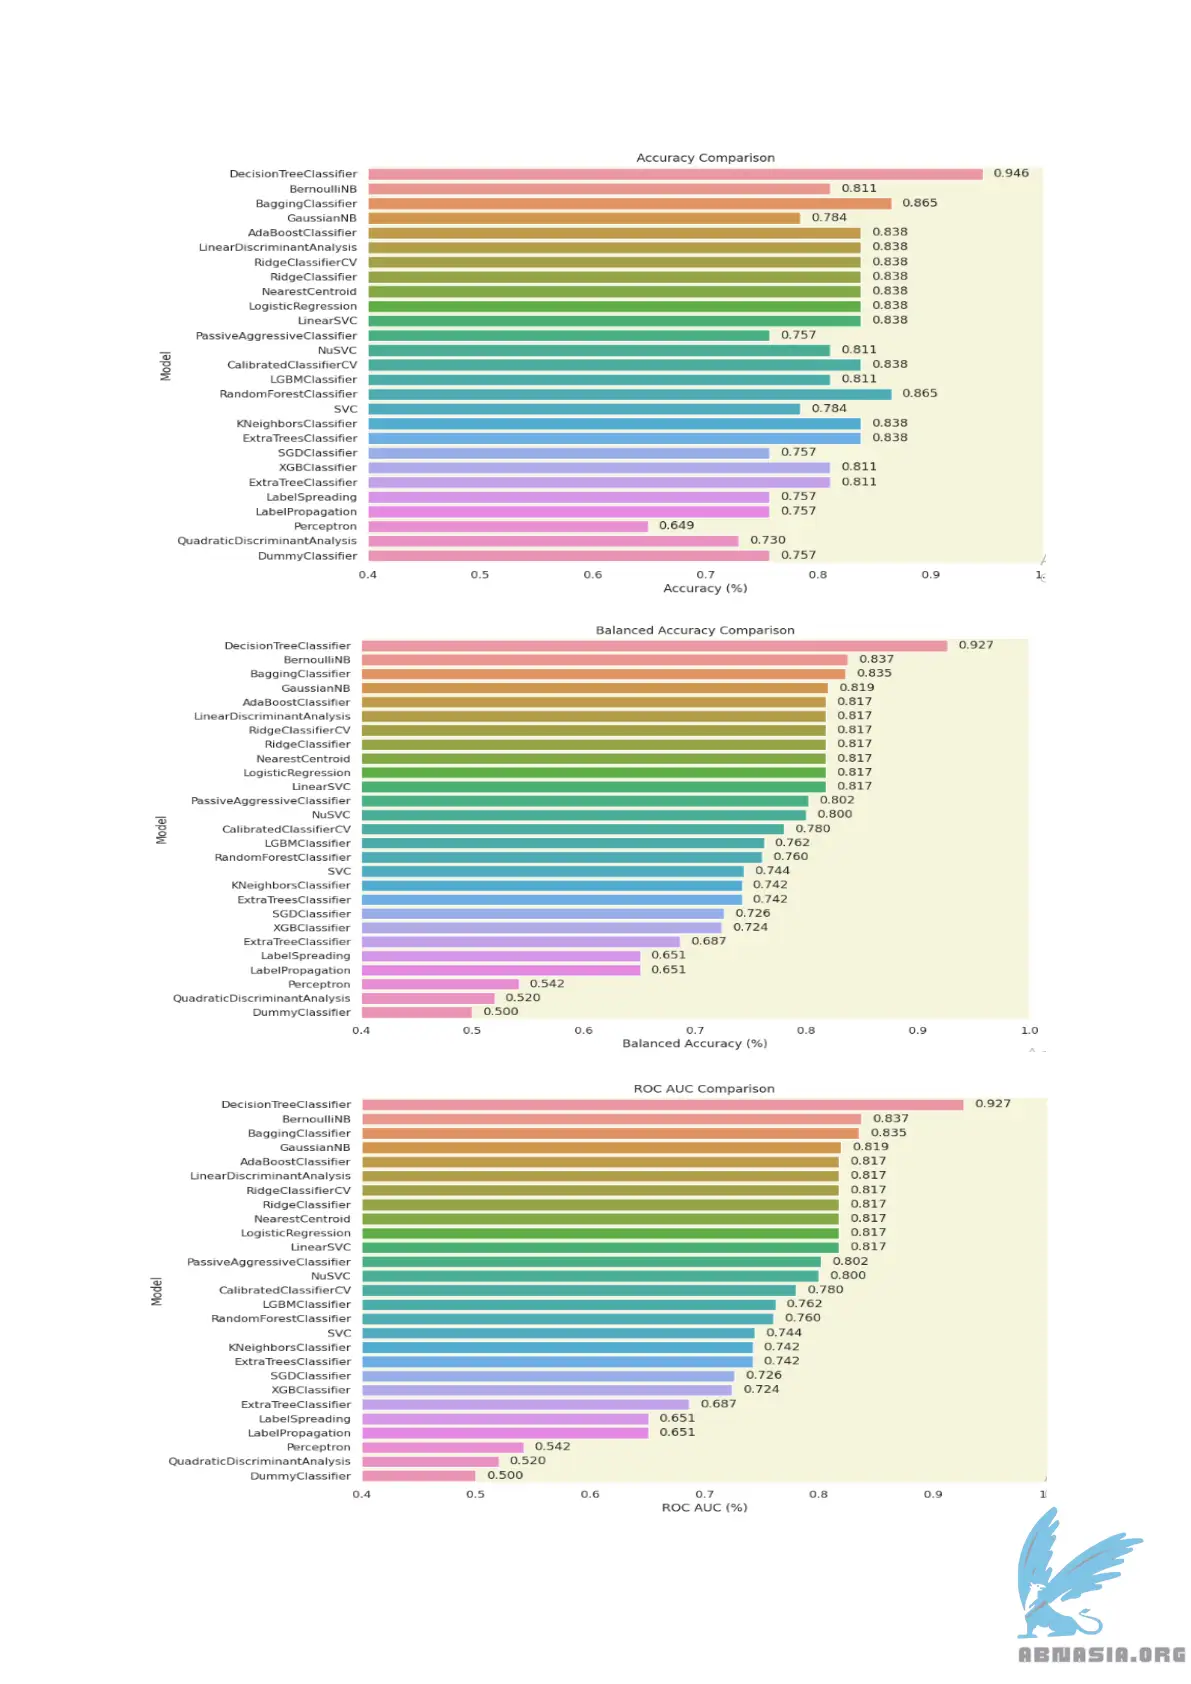 Accuracy Comparison
DecisionTreeClassifier 0.946
BernoulliNB 0.811
BaggingClassifier 0.865
GaussianNB 0.784
AdaBoostClassifier 0.838
LinearDiscriminantAnalysis 0.838
RidgeClassifierCV 0.838
RidgeClassifier 0.838
NearestCentroid 0.838
LogisticRegression 0.838
LinearSVC 0.838
PassiveAggressiveClassifier 0.757
NuSVC 0.811
CalibratedClassifierCV 0.838
LGBMClassifier 0.811
RandomForestClassifier 0.865
SVC 0.784
KNeighborsClassifier 0.838
ExtraTreesClassifier 0.838
SGDClassifier 0.757
XGBClassifier 0.811
ExtraTreeClassifier 0.811
LabelSpreading 0.757
LabelPropagation 0.757
Perceptron 0.649
QuadraticDiscriminantAnalysis 0.730
DummyClassifier 0.757
Model
0.4 0.5 0.6 0.7 0.8 0.9 1.
Accuracy (%)
Balanced Accuracy Comparison
DecisionTreeClassifier 0.927
BernoulliNB 0.837
BaggingClassifier 0.835
GaussianNB 0.819
AdaBoostClassifier 0.817
LinearDiscriminantAnalysis 0.817
RidgeClassifierCV 0.817
RidgeClassifier 0.817
NearestCentroid 0.817
LogisticRegression 0.817
LinearSVC 0.817
PassiveAggressiveClassifier 0.802
NuSVC 0.800
CalibratedClassifierCV 0.780
LGBMClassifier 0.762
RandomForestClassifier 0.760
SVC 0.744
KNeighborsClassifier 0.742
ExtraTreesClassifier 0.742
SGDClassifier 0.726
XGBClassifier 0.724
ExtraTreeClassifier 0.687
LabelSpreading 0.651
LabelPropagation 0.651
Perceptron 0.542
QuadraticDiscriminantAnalysis 0.520
DummyClassifier 0.500
Model
0.4 0.5 0.6 0.7 0.8 0.9 1.0
Balanced Accuracy (%)
ROC AUC Comparison
DecisionTreeClassifier 0.927
BernoulliNB 0.837
BaggingClassifier 0.835
GaussianNB 0.819
AdaBoostClassifier 0.817
LinearDiscriminantAnalysis 0.817
RidgeClassifierCV 0.817
RidgeClassifier 0.817
NearestCentroid 0.817
LogisticRegression 0.817
LinearSVC 0.817
PassiveAggressiveClassifier 0.802
NuSVC 0.800
CalibratedClassifierCV 0.780
LGBMClassifier 0.762
RandomForestClassifier 0.760
SVC 0.744
KNeighborsClassifier 0.742
ExtraTreesClassifier 0.742
SGDClassifier 0.726
XGBClassifier 0.724
ExtraTreeClassifier 0.687
LabelSpreading 0.651
LabelPropagation 0.651
Perceptron 0.542
QuadraticDiscriminantAnalysis 0.520
DummyClassifier 0.500
Model
0.4 0.5 0.6 0.7 0.8 0.9 1
ROC AUC (%)
ABNASIA.ORG